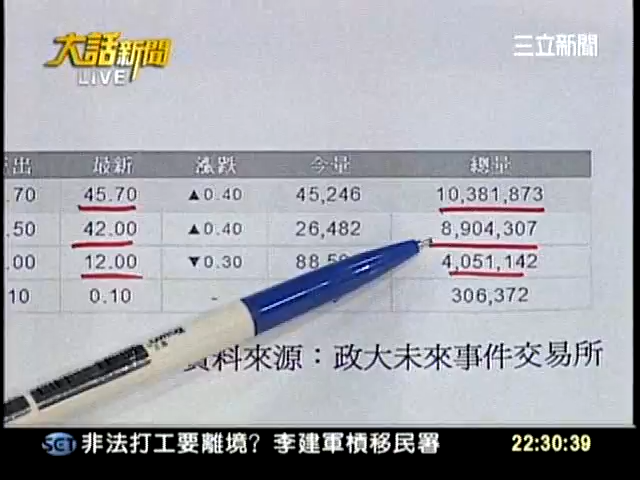 大話新聞
LIVE
三立新聞
出 最新 漲跌 今量 總量
.70 45.70 ▲0.40 45,246 10,381,873
.50 42.00 ▲0.40 26,482 8,904,307
.00 12.00 ▼0.30 4,051,142
10 0.10 - 306,372
料來源：政大未來事件交易所
SET 非法打工要離境? 李建軍槓移民署 22:30:39